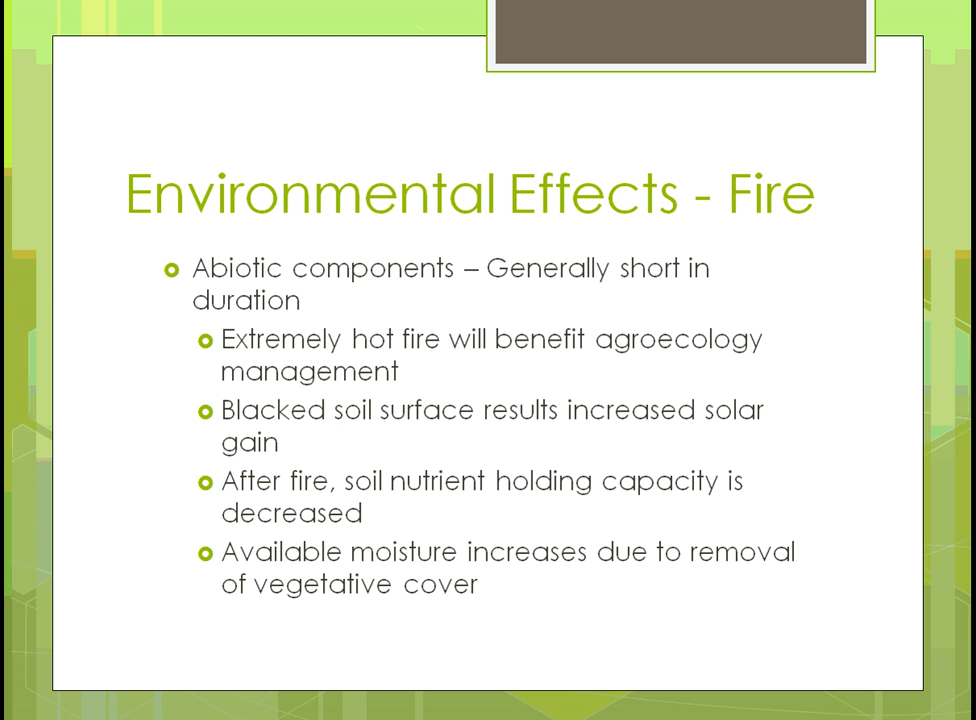 Environmental Effects - Fire
Abiotic components – Generally short in
duration
Extremely hot fire will benefit agroecology
management
Blacked soil surface results increased solar
gain
After fire, soil nutrient holding capacity is
decreased
Available moisture increases due to removal
of vegetative cover